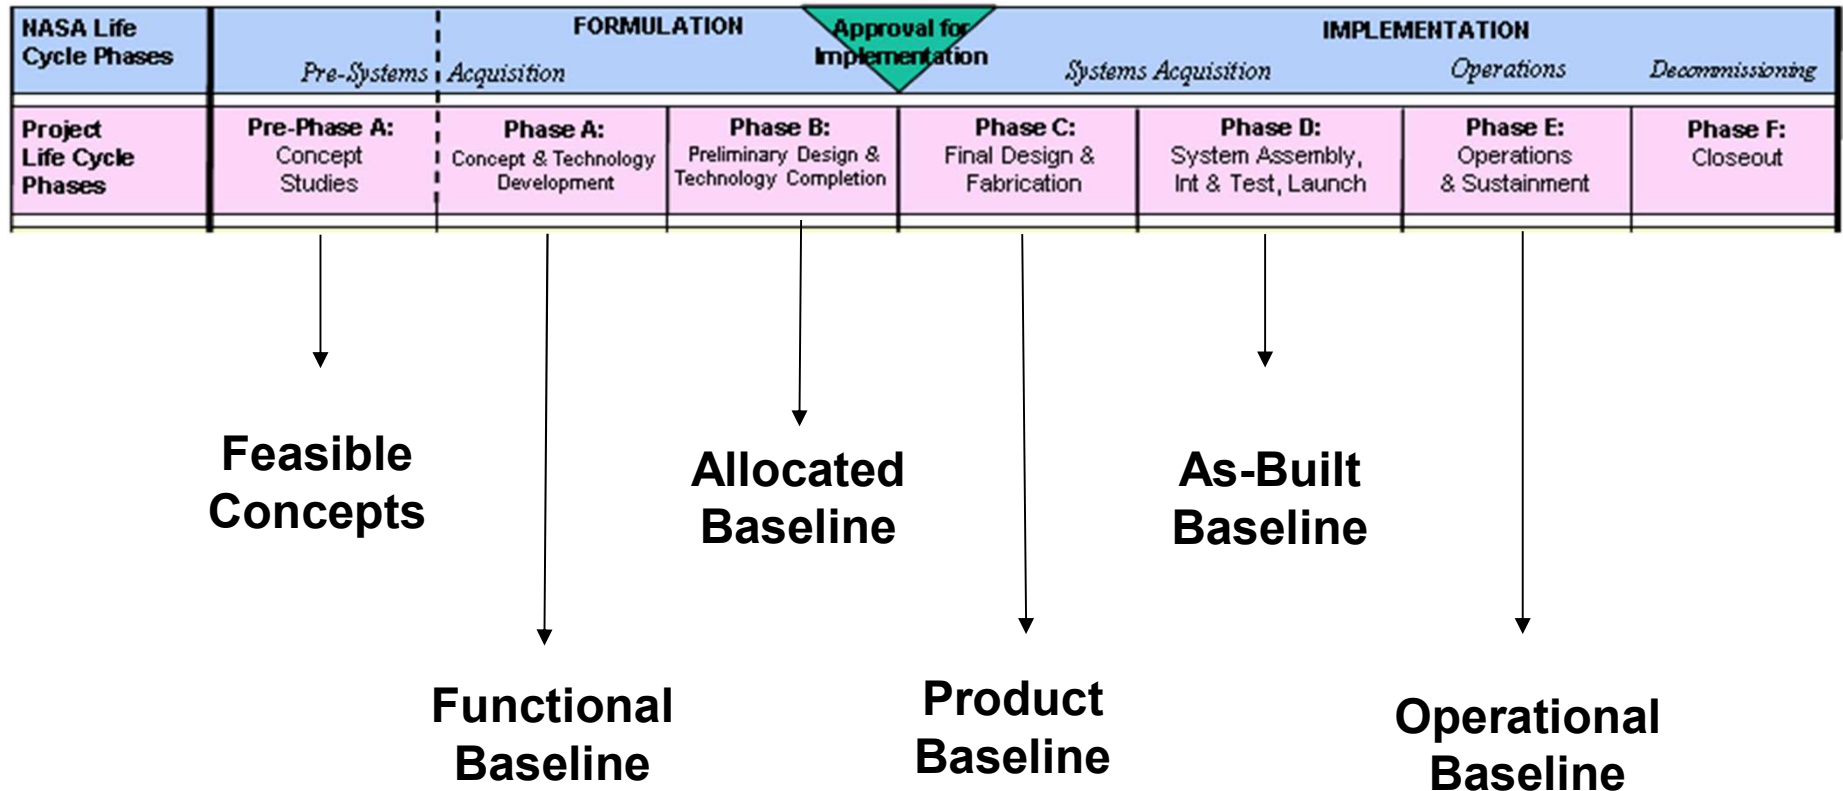 NASA Life
Cycle Phases
FORMULATION
Pre-Systems Acquisition
Approval for
Implementation
IMPLEMENTATION
Systems Acquisition
Operations
Decommissioning
Project
Life Cycle
Phases
Pre-Phase A:
Concept
Studies
Phase A:
Concept & Technology
Development
Phase B:
Preliminary Design &
Technology Completion
Phase C:
Final Design &
Fabrication
Phase D:
System Assembly,
Int & Test, Launch
Phase E:
Operations
& Sustainment
Phase F:
Closeout
Feasible
Concepts
Functional
Baseline
Allocated
Baseline
Product
Baseline
As-Built
Baseline
Operational
Baseline